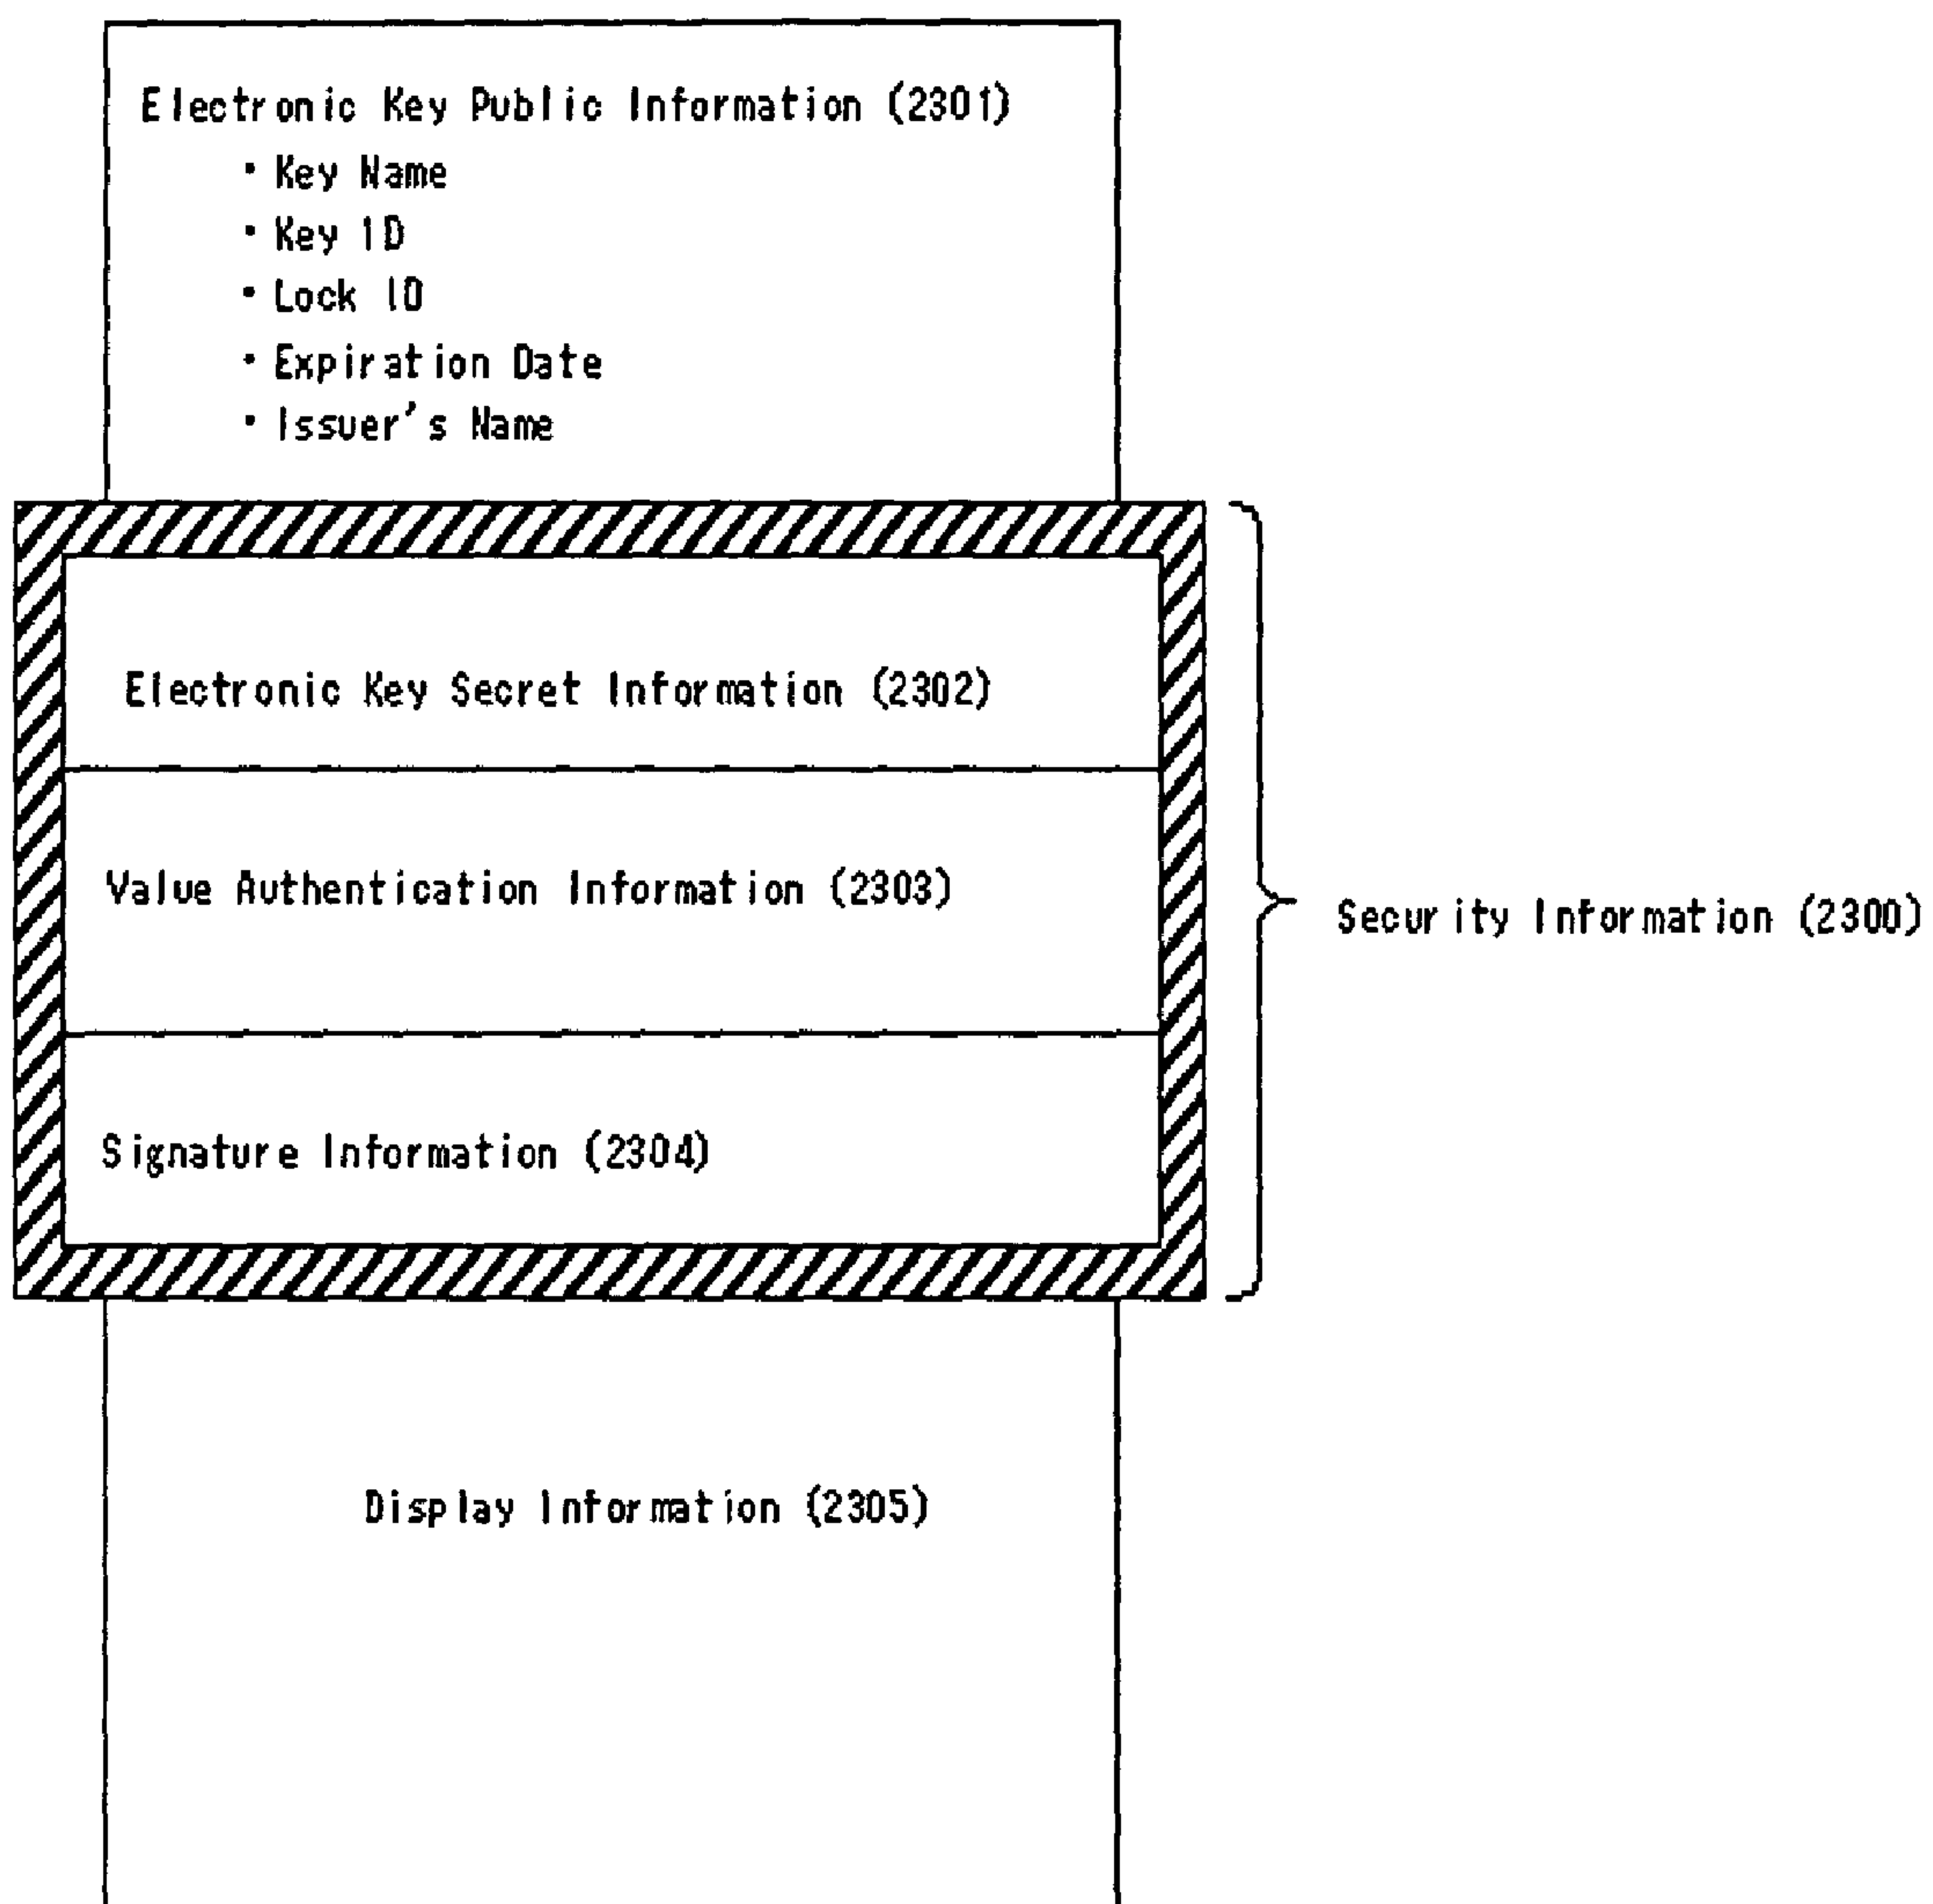 Electronic Key Public Information (2301)
・Key Name
・Key ID
・Lock ID
・Expiration Date
・Issuer's Name
Electronic Key Secret Information (2302)
Value Authentication Information (2303)
Security Information (2300)
Signature Information (2304)
Display Information (2305)